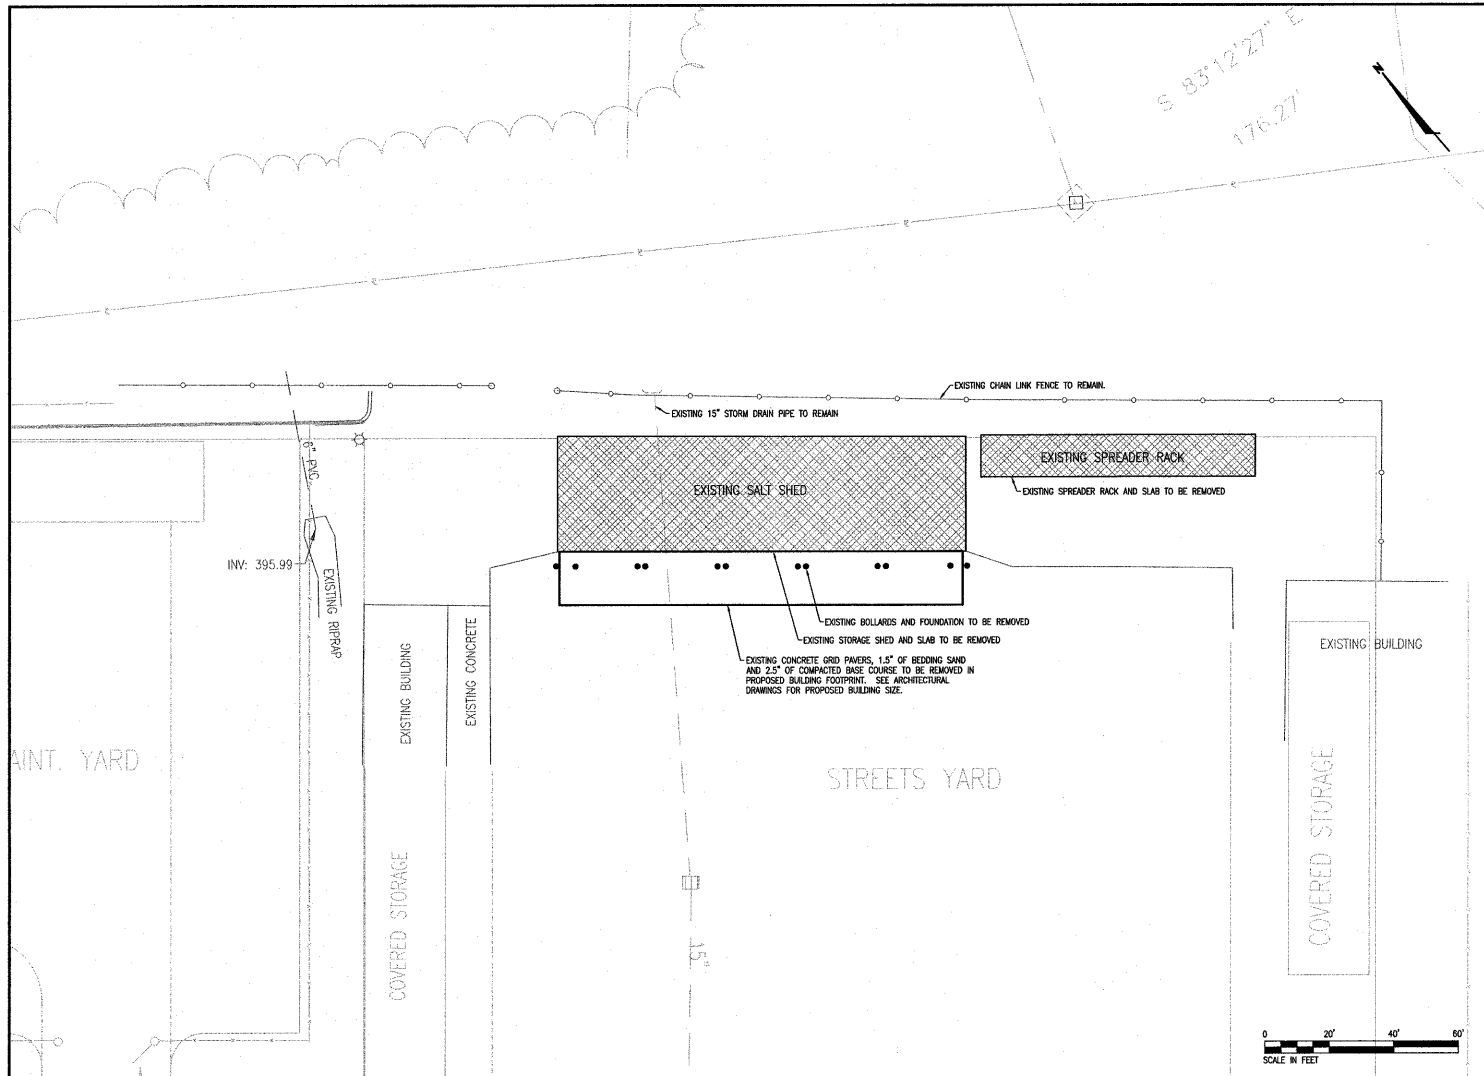 S 83°12'27" E
176.27'
N
EXISTING CHAIN LINK FENCE TO REMAIN.
EXISTING 15" STORM DRAIN PIPE TO REMAIN
6" PVC
EXISTING SALT SHED
EXISTING SPREADER RACK
EXISTING SPREADER RACK AND SLAB TO BE REMOVED
INV: 395.99
EXISTING RIPRAP
EXISTING BOLLARDS AND FOUNDATION TO BE REMOVED
EXISTING STORAGE SHED AND SLAB TO BE REMOVED
EXISTING CONCRETE GRID PAVERS, 1.5" OF BEDDING SAND
AND 2.5" OF COMPACTED BASE COURSE TO BE REMOVED IN
PROPOSED BUILDING FOOTPRINT. SEE ARCHITECTURAL
DRAWINGS FOR PROPOSED BUILDING SIZE.
EXISTING BUILDING
EXISTING CONCRETE
EXISTING BUILDING
AINT. YARD
STREETS YARD
COVERED STORAGE
COVERED STORAGE
15"
0 20' 40' 60'
SCALE IN FEET